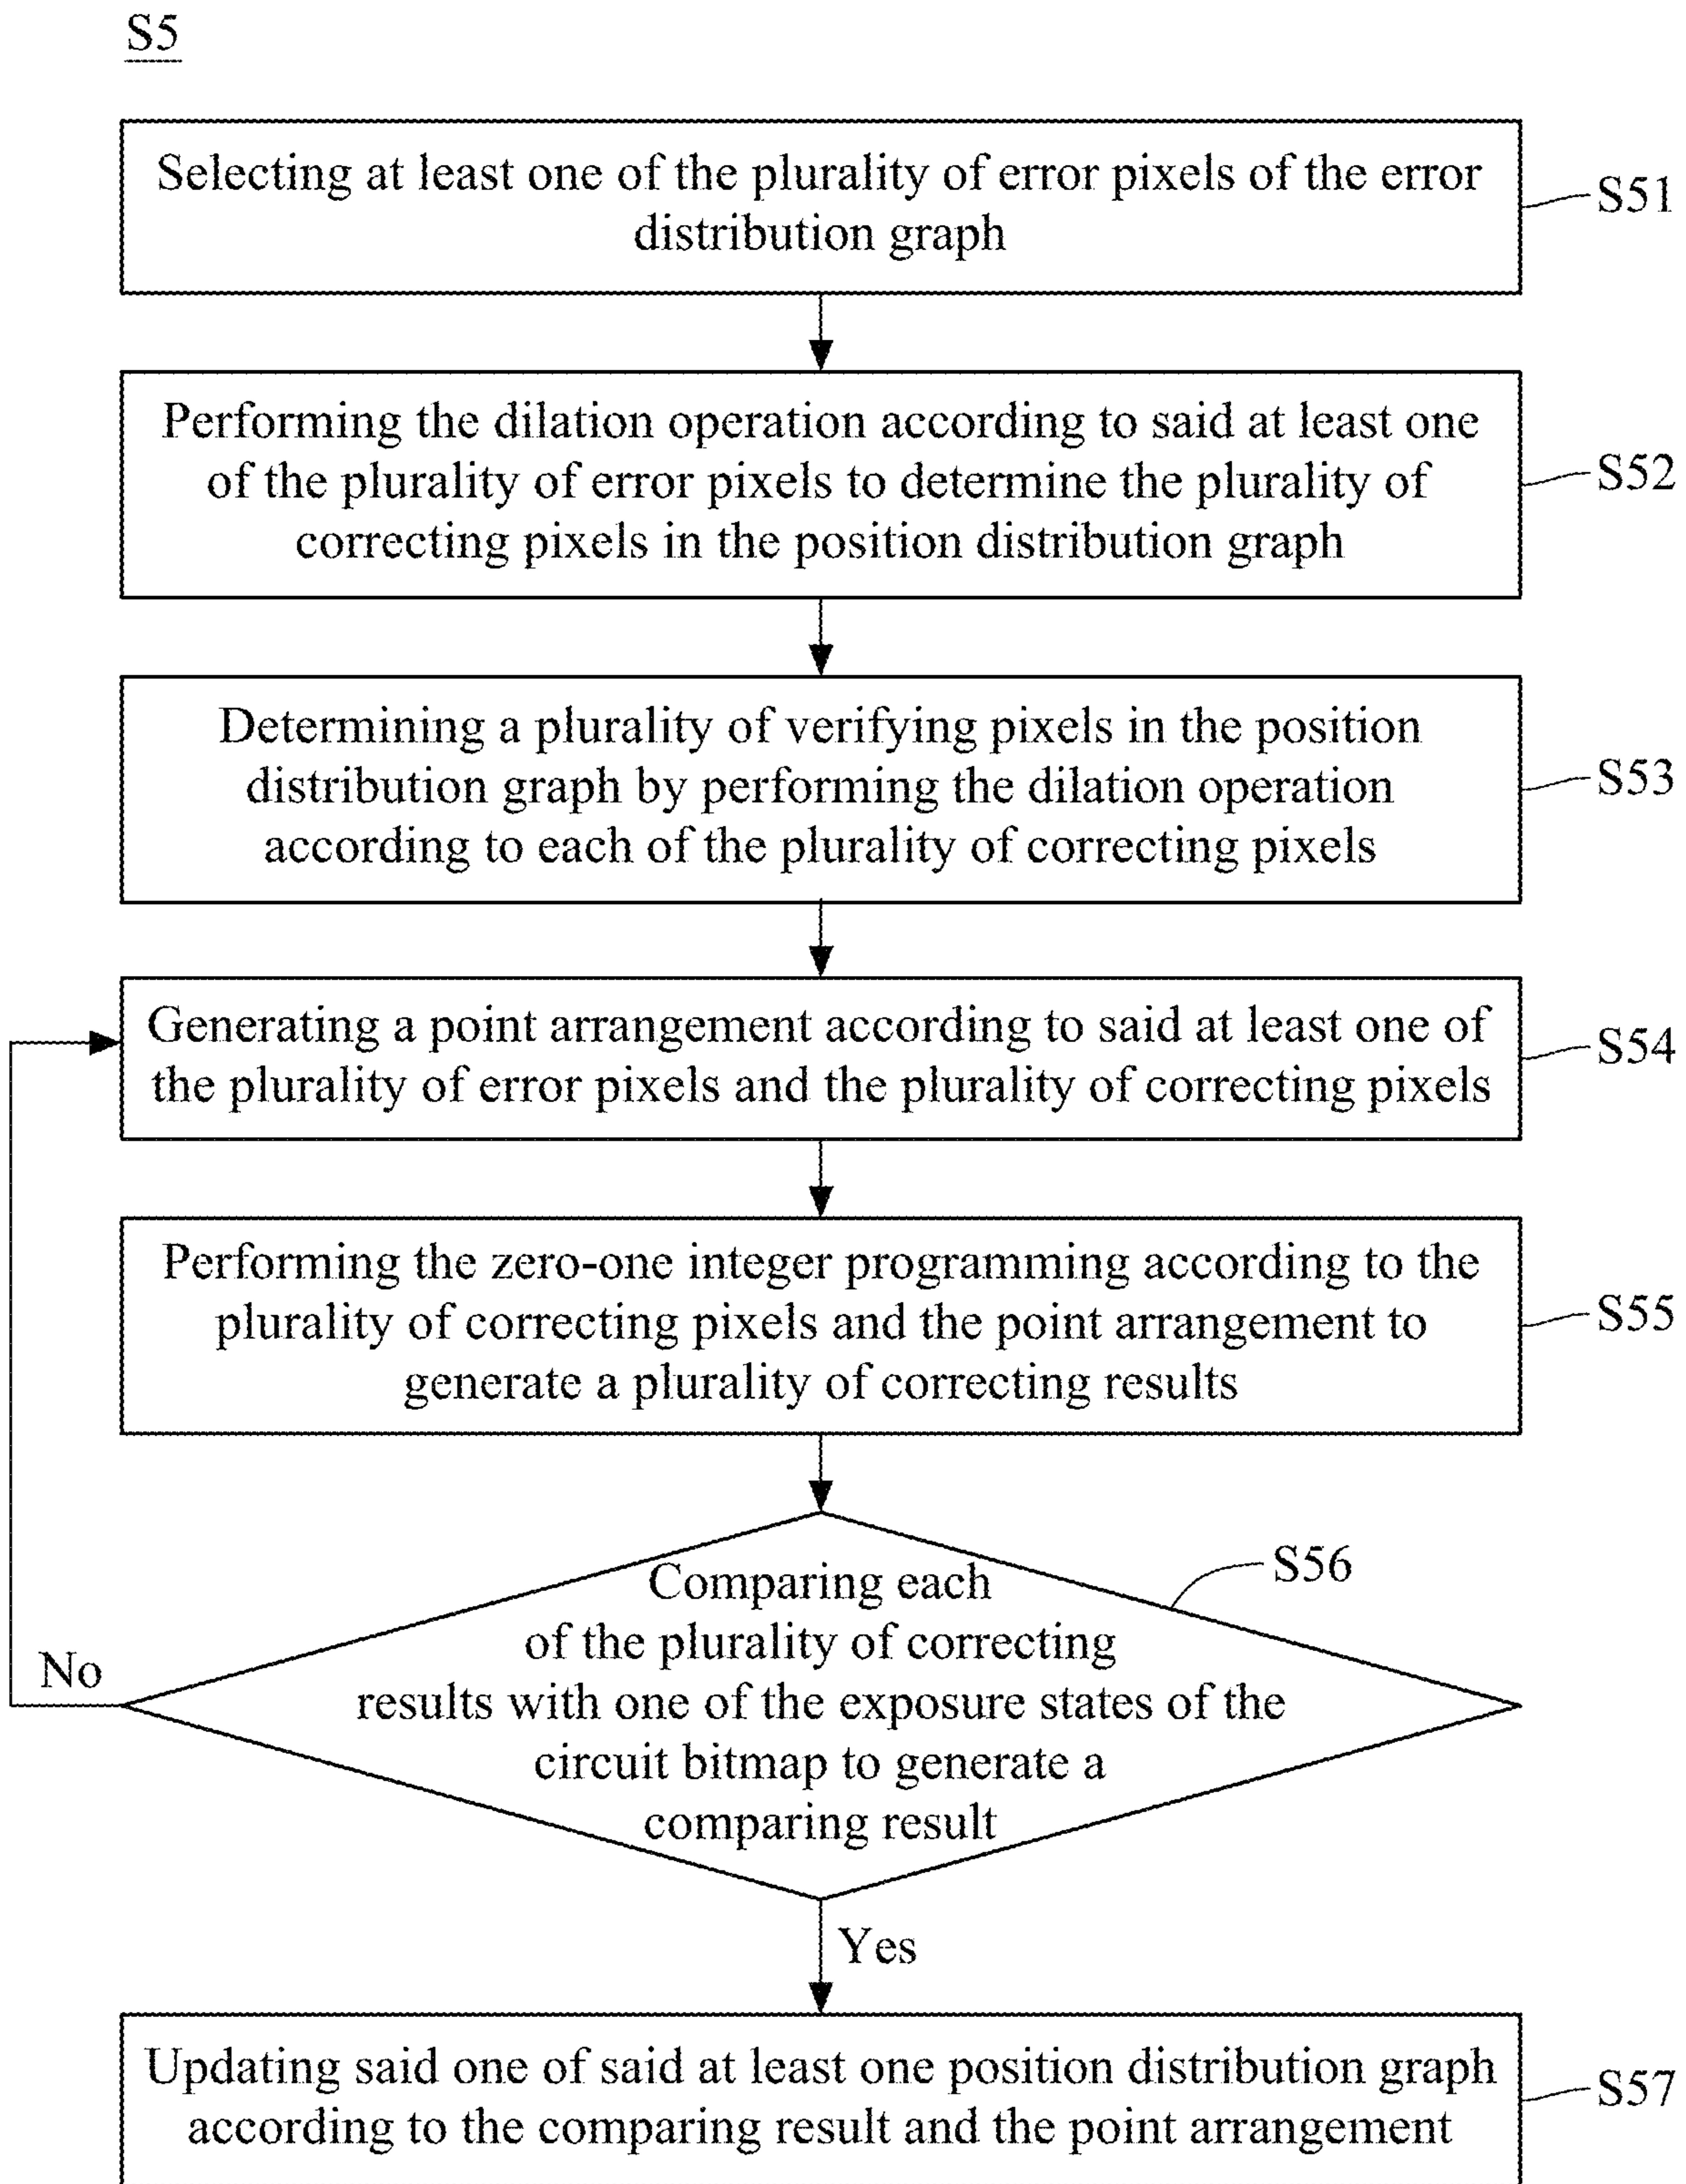 S5
Selecting at least one of the plurality of error pixels of the error
distribution graph
S51
Performing the dilation operation according to said at least one
of the plurality of error pixels to determine the plurality of
correcting pixels in the position distribution graph
S52
Determining a plurality of verifying pixels in the position
distribution graph by performing the dilation operation
according to each of the plurality of correcting pixels
S53
Generating a point arrangement according to said at least one of
the plurality of error pixels and the plurality of correcting pixels
S54
Performing the zero-one integer programming according to the
plurality of correcting pixels and the point arrangement to
generate a plurality of correcting results
S55
Comparing each
of the plurality of correcting
results with one of the exposure states of the
circuit bitmap to generate a
comparing result
S56
No
Yes
Updating said one of said at least one position distribution graph
according to the comparing result and the point arrangement
S57